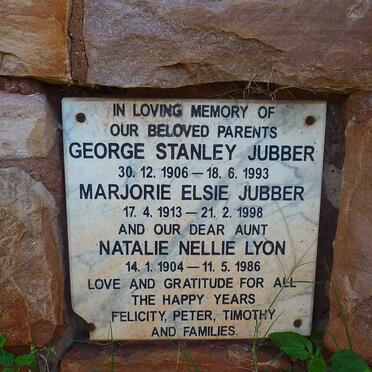 IN LOVING MEMORY OF
OUR BELOVED PARENTS
GEORGE STANLEY JUBBER
30. 12. 1906 — 18. 6. 1993
MARJORIE ELSIE JUBBER
17. 4. 1913 — 21. 2. 1998
AND OUR DEAR AUNT
NATALIE NELLIE LYON
14. 1. 1904 — 11. 5. 1986
LOVE AND GRATITUDE FOR ALL
THE HAPPY YEARS
FELICITY, PETER, TIMOTHY
AND FAMILIES.